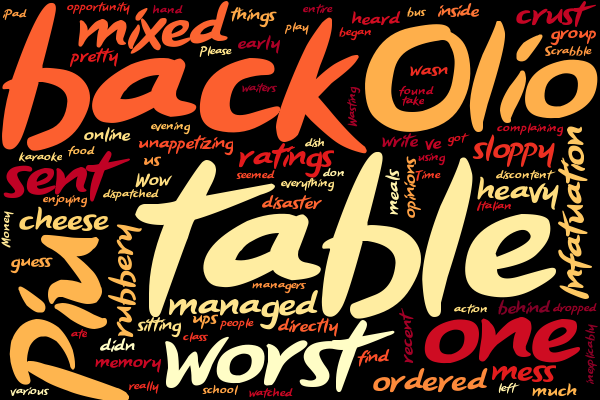 iPad
opportunity
hand
things
entire
heard
bus
inside
crust
mixed
play
began
group
pretty
Please
early
Scrabble
back
Olio
wasn
waiters
found
take
Wasting
online
evening
unappetizing
dish
complaining
karaoke
food
us
ratings
write
ve
got
sloppy
using
sent
Wow
seemed
don
everything
meals
opinions
Time
discontent
heavy
enjoying
dispatched
disaster
Italian
Infatuation
Money
cheese
table
guess
rubbery
Piu
managers
managed
action
behind
dropped
sitting
ups
people
directly
one
ate
didn
class
worst
recent
inexplicably
memory
find
mess
ordered
various
really
school
watched
left
much